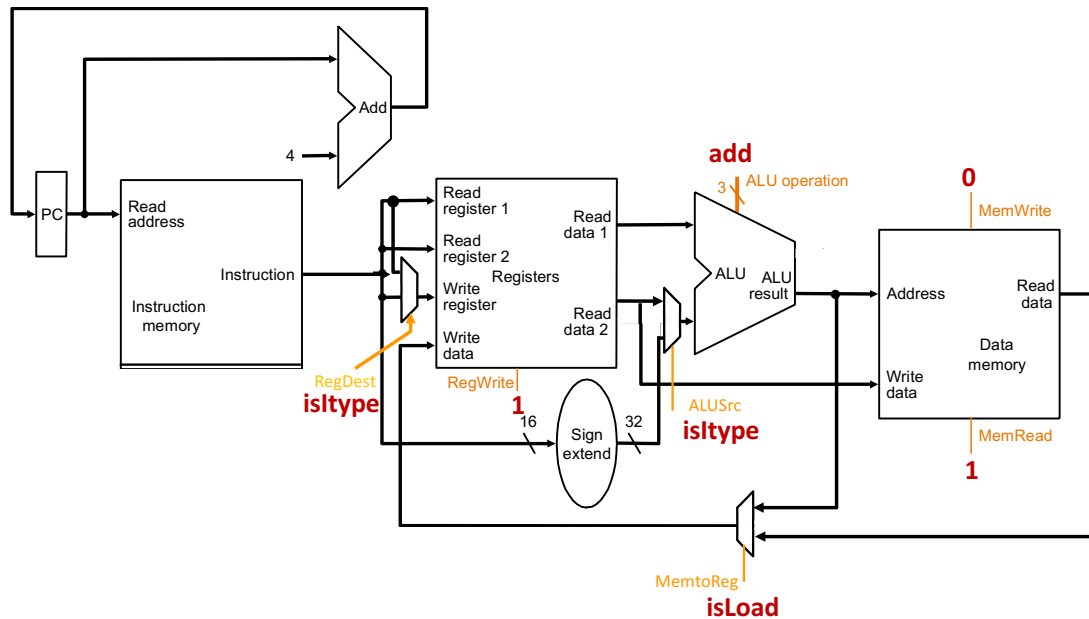 Add
4
PC
Read
address
Instruction
Instruction
memory
Read
register 1
Read
register 2
Write
register
Write
data
Registers
Read
data 1
Read
data 2
RegDest
isItype
RegWrite
1
16
Sign
extend
32
add
3
ALU operation
ALU
ALU
result
ALUSrc
isItype
0
MemWrite
Address
Read
data
Data
memory
Write
data
MemRead
1
MemtoReg
isLoad